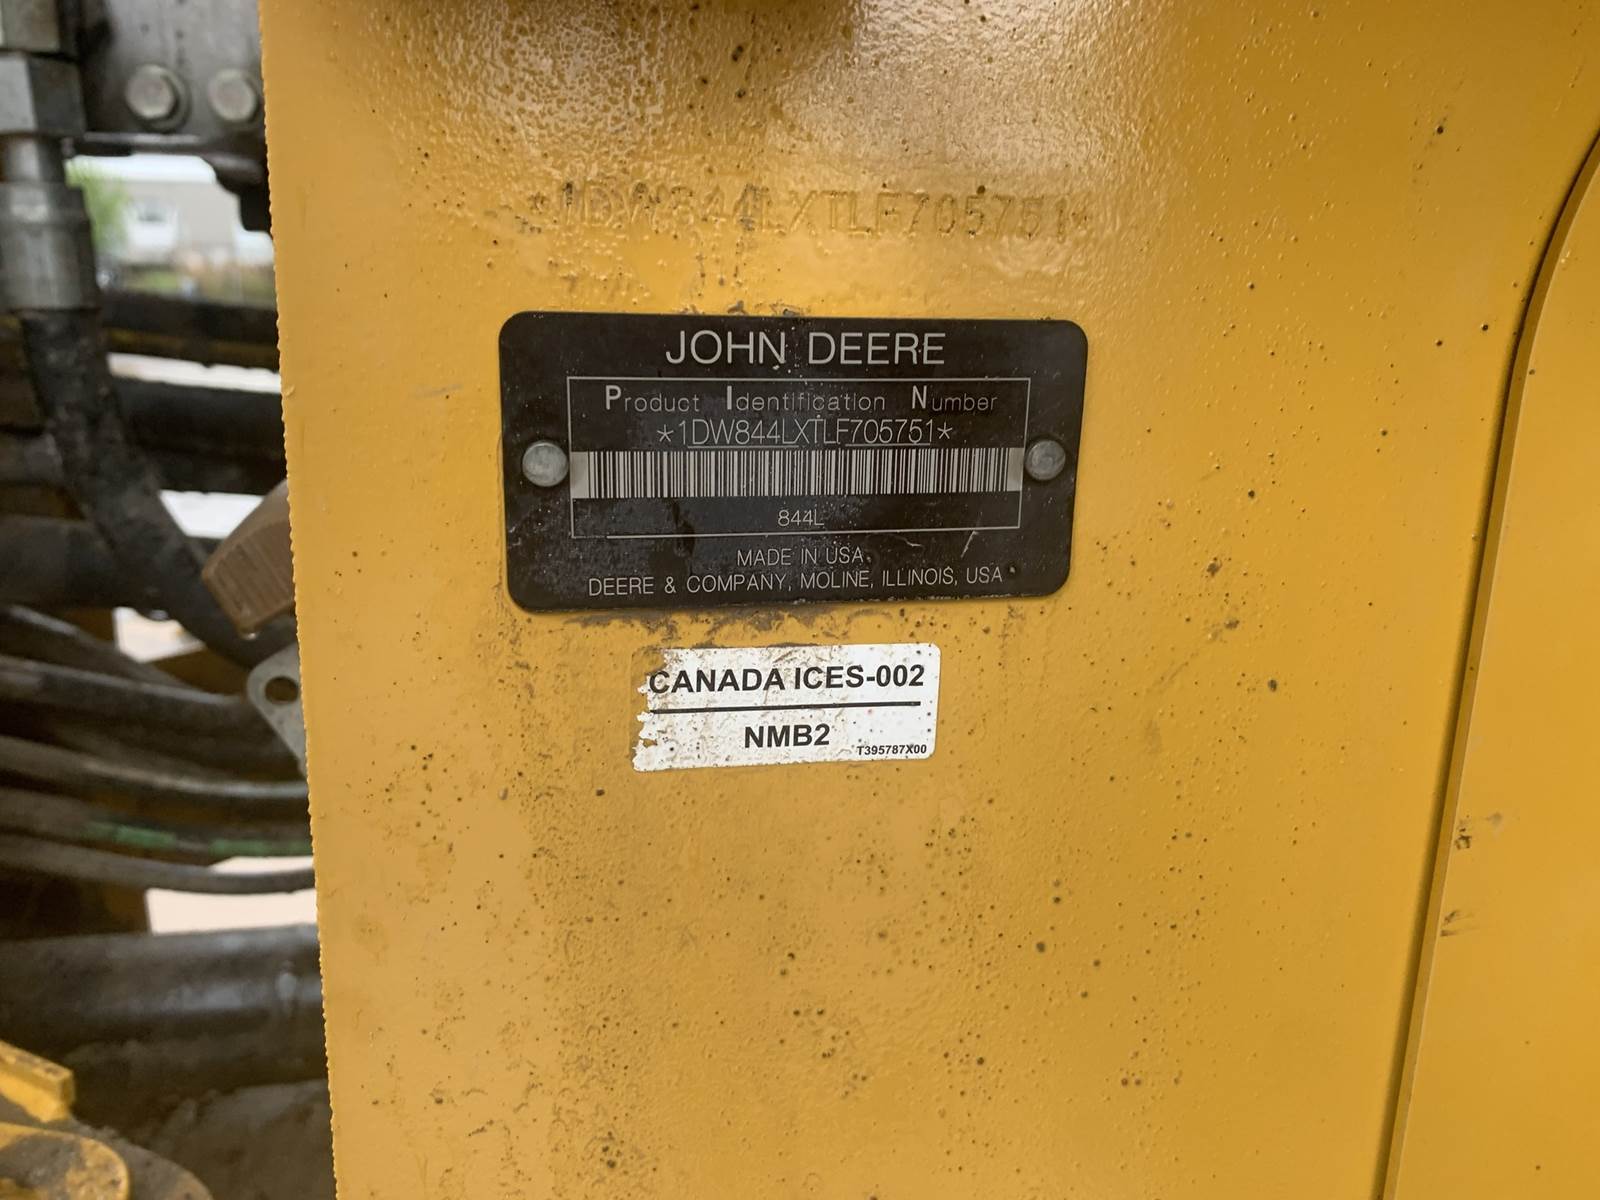 *1DW844LXTLF705751*
JOHN DEERE
Product Identification Number
*1DW844LXTLF705751*
844L
MADE IN USA
DEERE & COMPANY, MOLINE, ILLINOIS, USA
CANADA ICES-002
NMB2
T395787X00